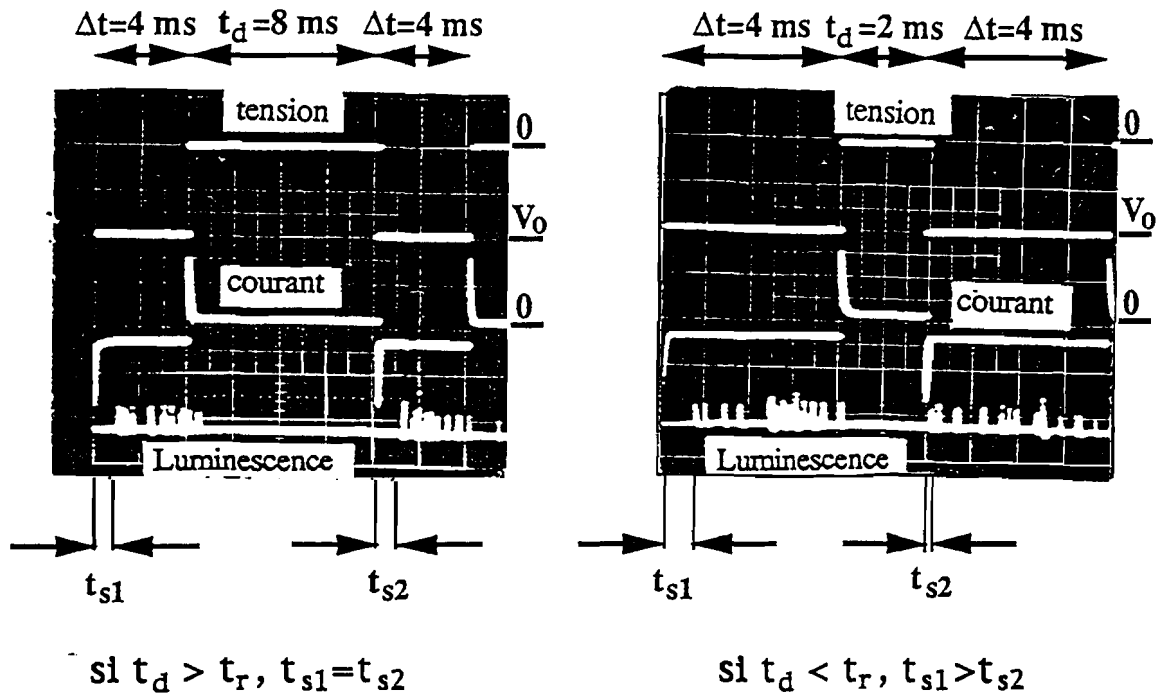 Δt=4 ms t_d=8 ms Δt=4 ms
tension
0
V_o
courant
0
Luminescence
t_s1 t_s2
si t_d > t_r, t_s1=t_s2
Δt=4 ms t_d=2 ms Δt=4 ms
tension
0
V_o
courant
0
Luminescence
t_s1 t_s2
si t_d < t_r, t_s1>t_s2